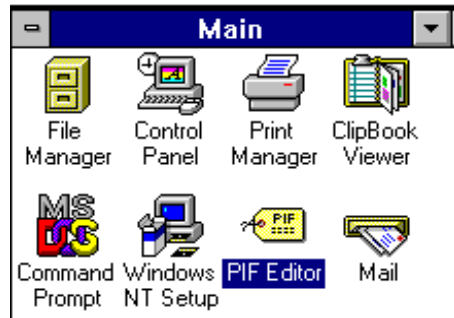 Main
File Control Print ClipBook
Manager Panel Manager Viewer
MS
DOS
PIF
Command Windows PIF Editor Mail
Prompt NT Setup